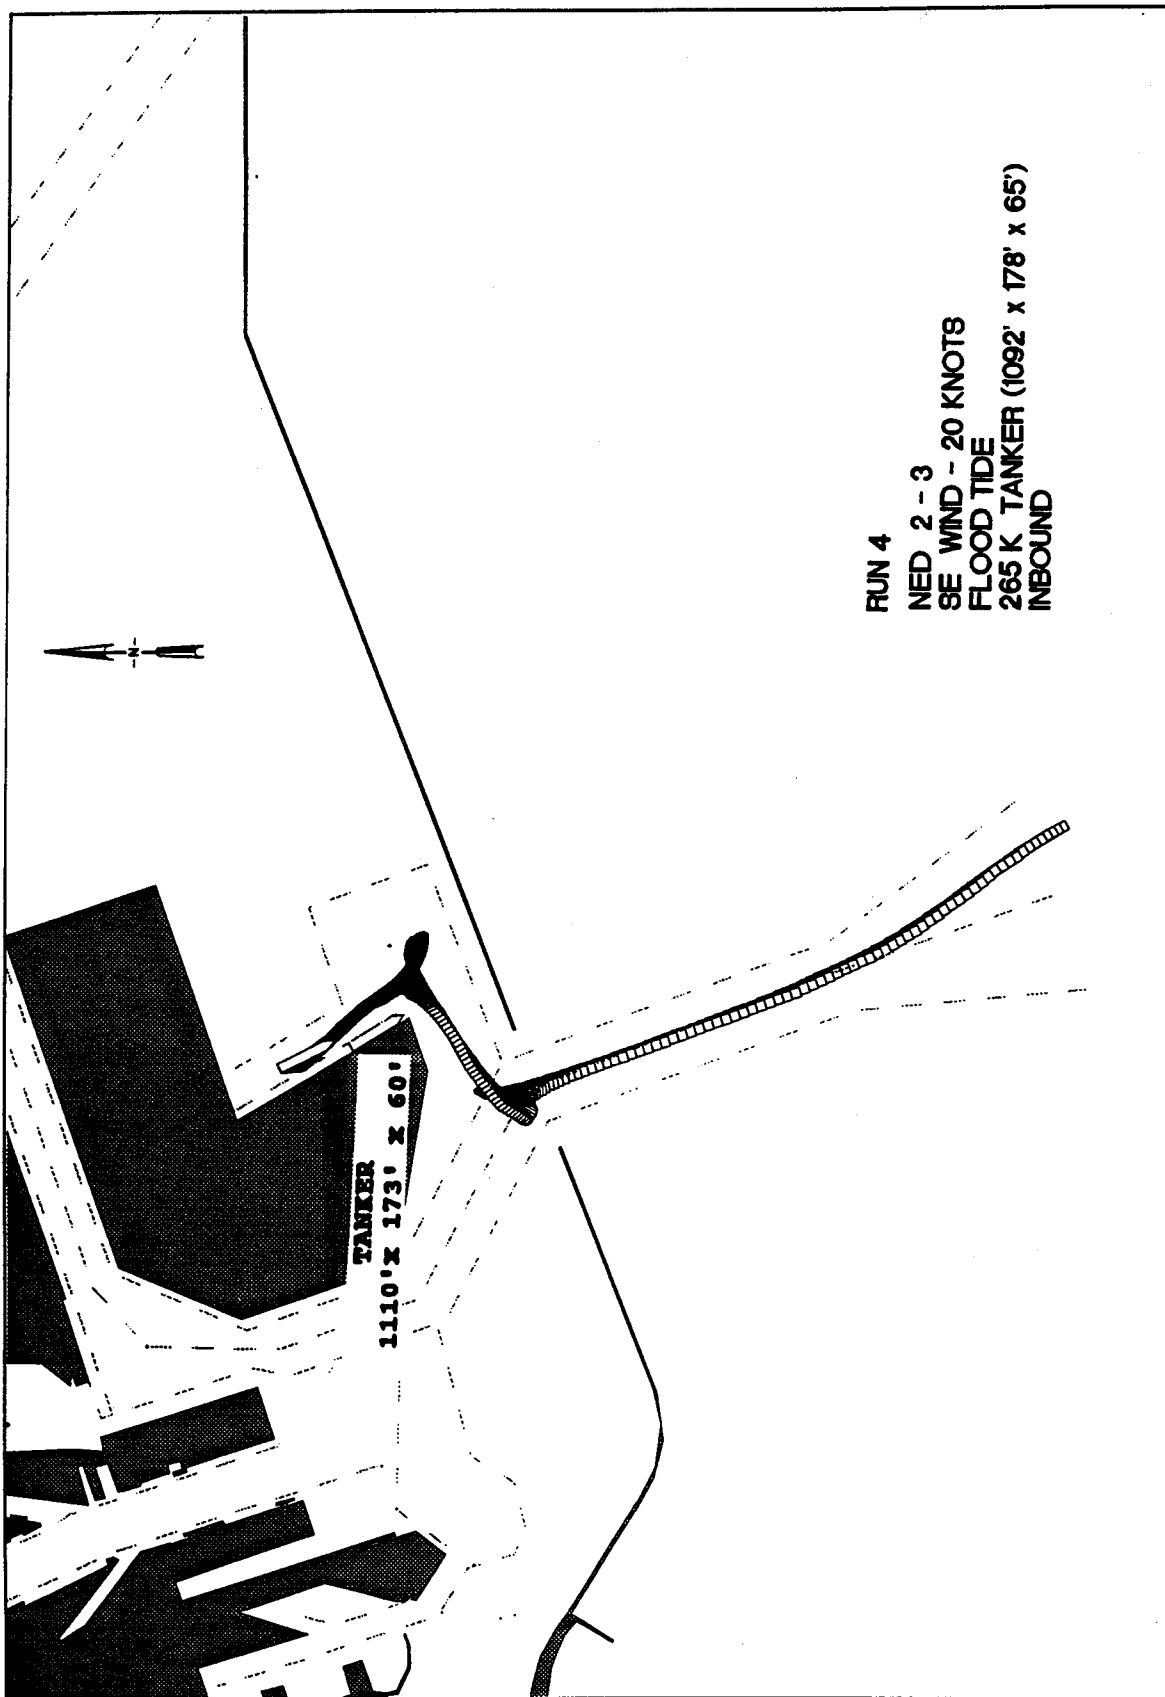 -N-
TANKER
1110'X 173' X 60'
RUN 4
NED 2 - 3
SE WIND - 20 KNOTS
FLOOD TIDE
265 K TANKER (1092' x 178' x 65')
INBOUND